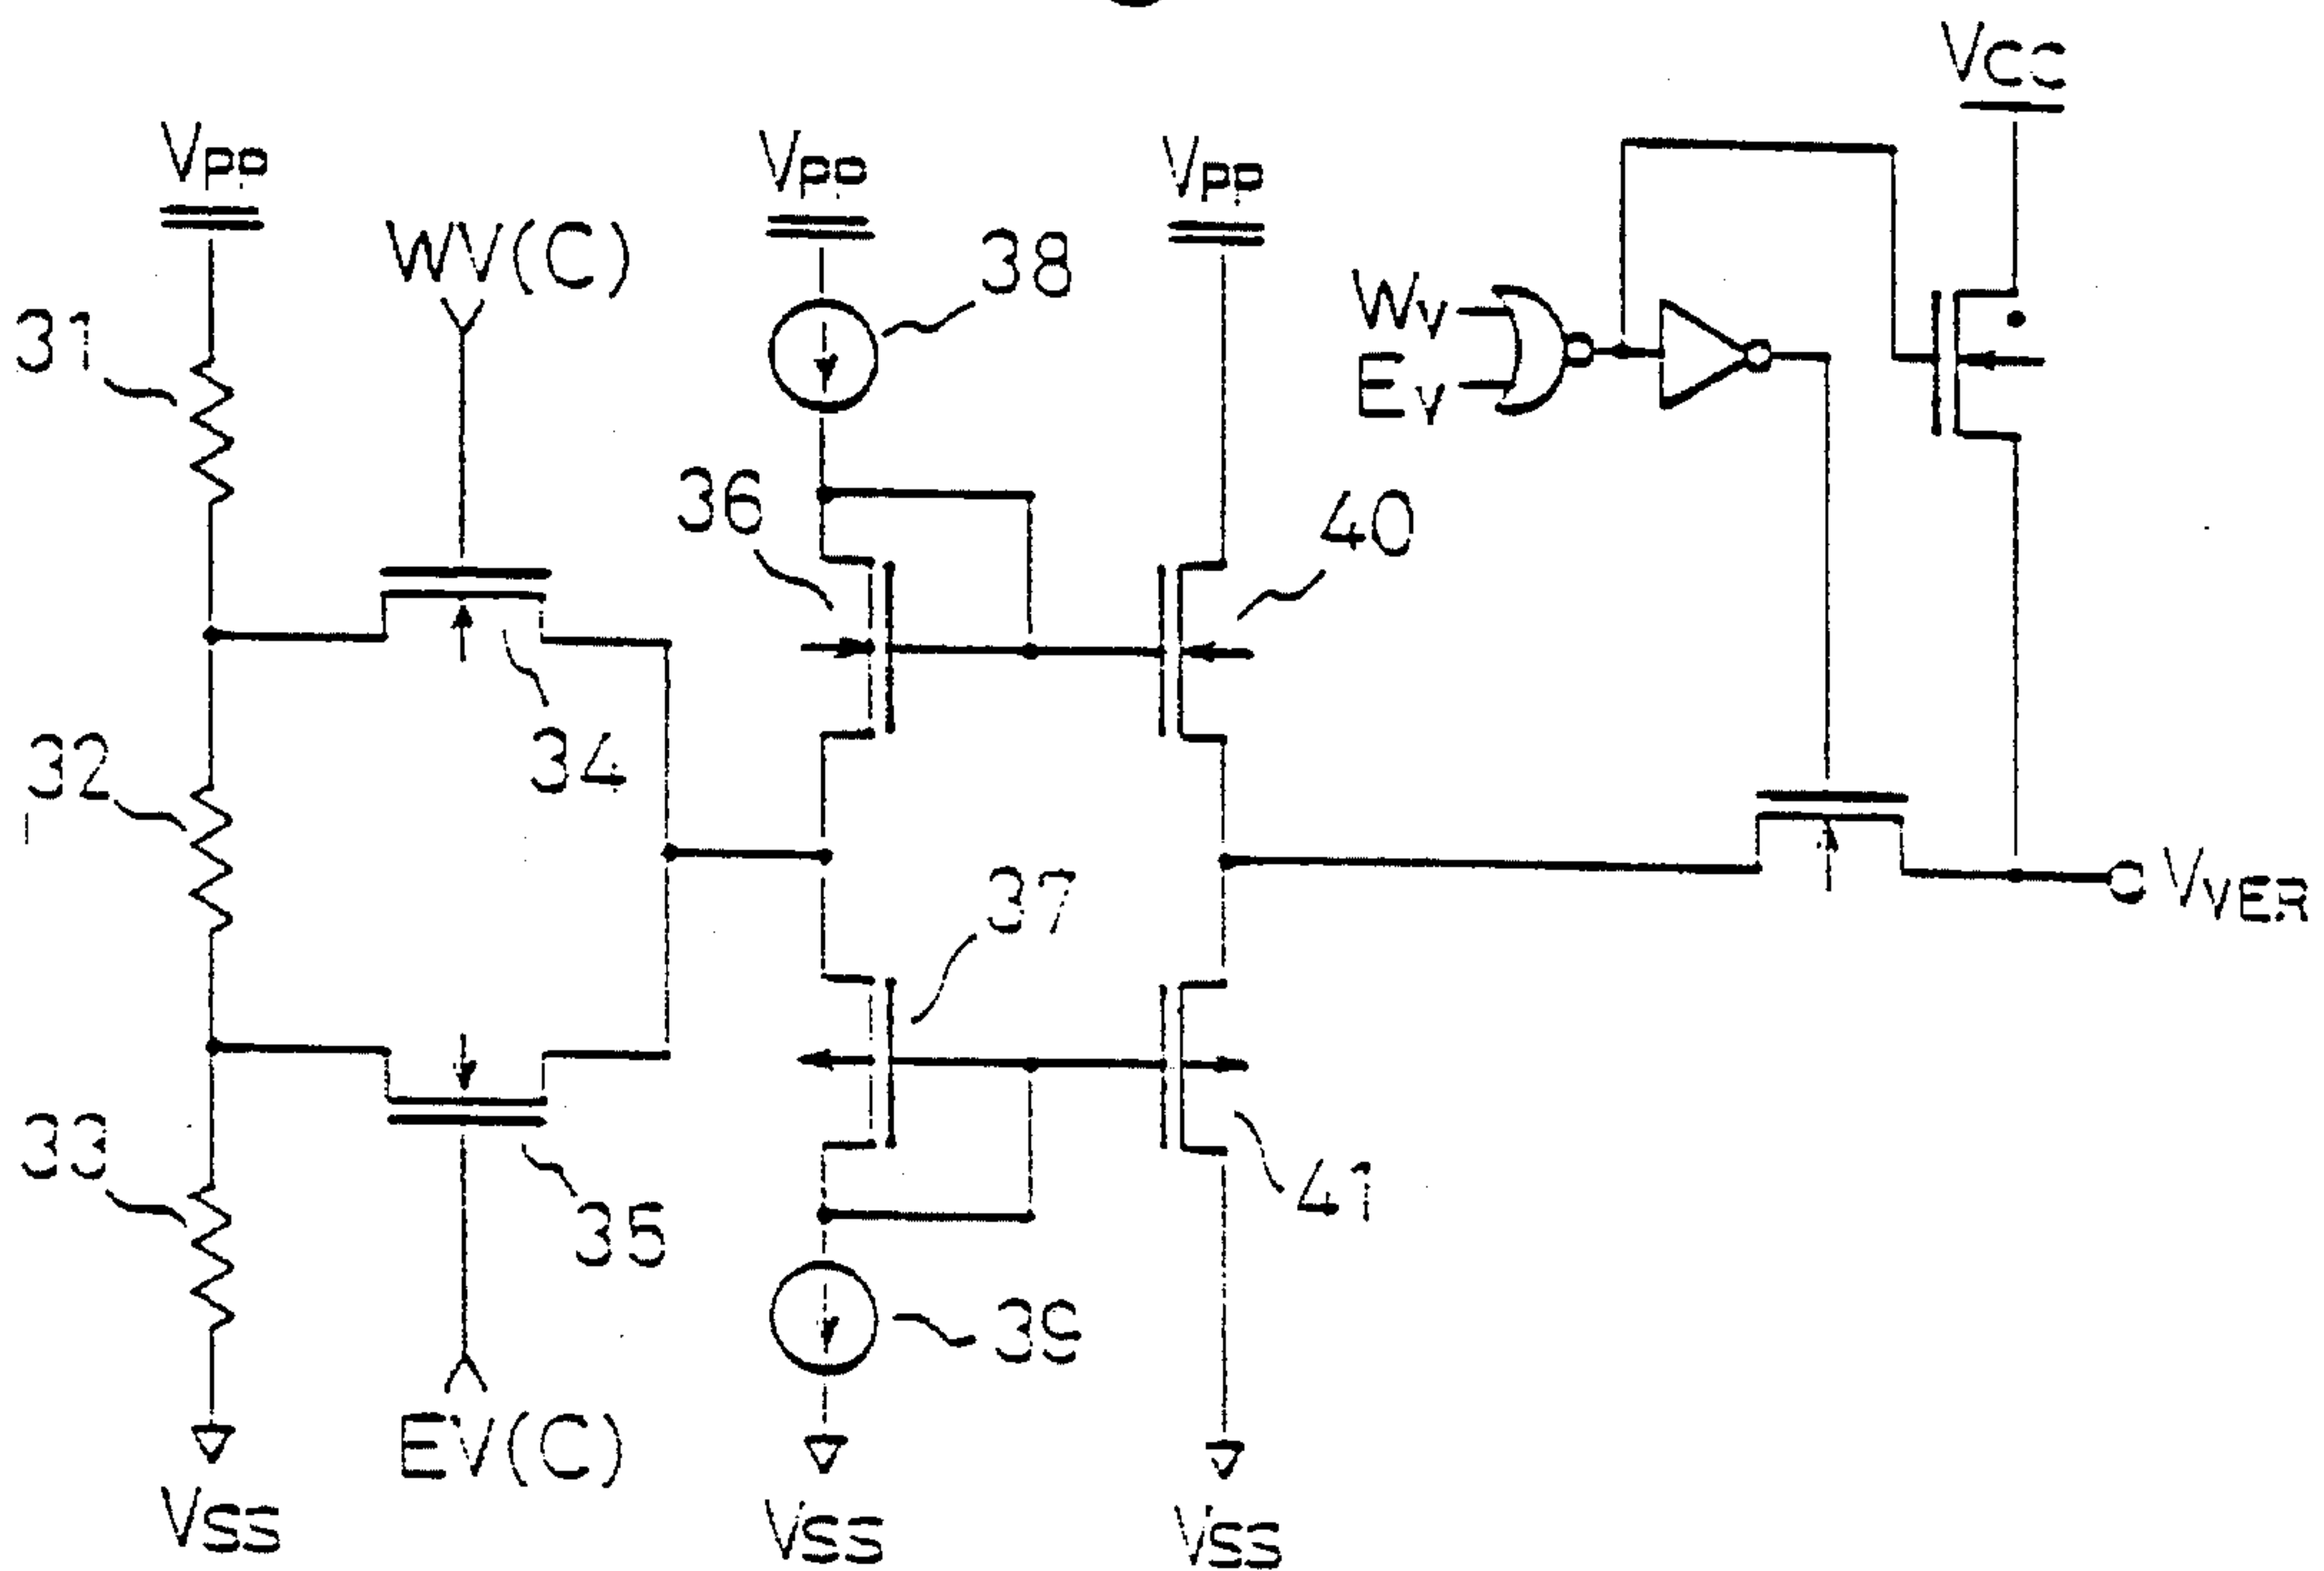 VCC
VPP
VPP
VPP
WV(C)
38
31
WV
EV
36
40
34
32
37
33
35
41
39
EV(C)
VSS
VSS
VSS
VVER